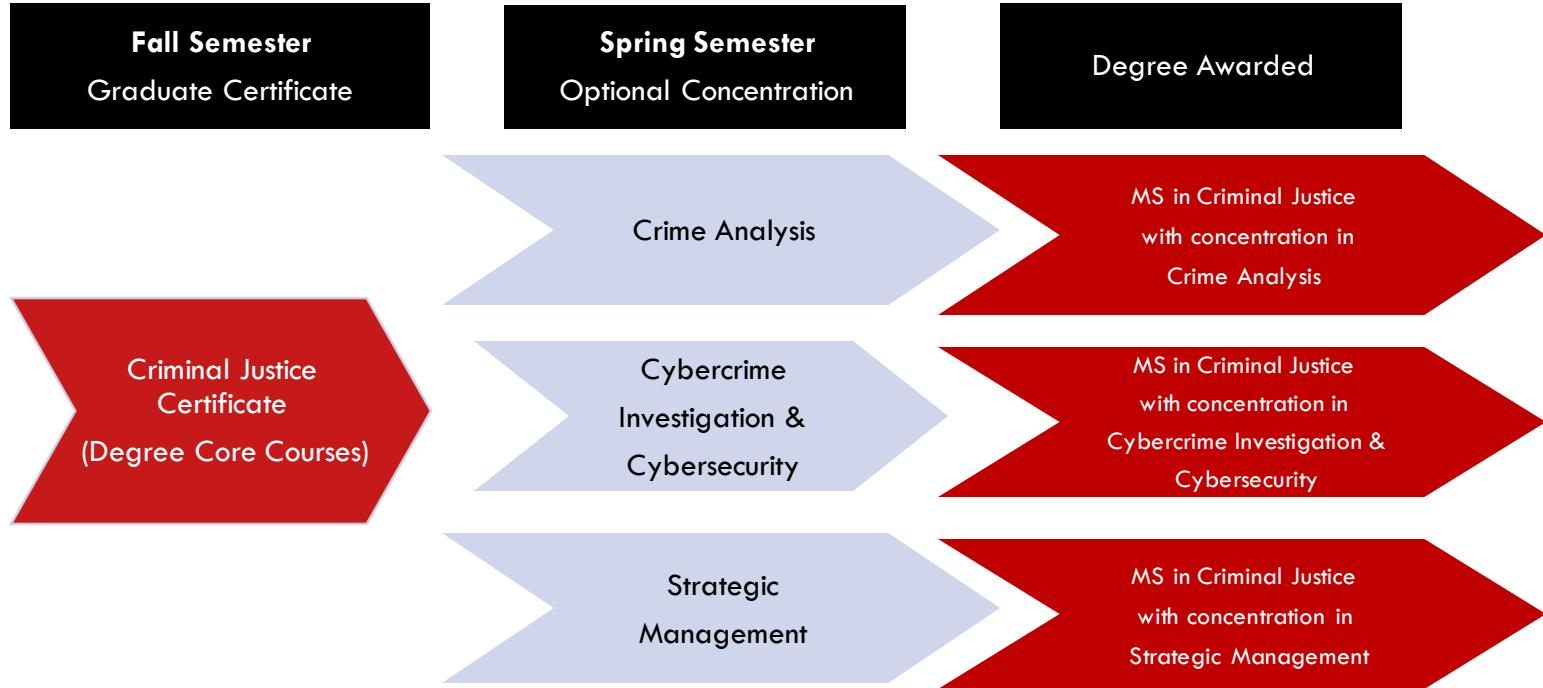 Fall Semester
Graduate Certificate
Spring Semester
Optional Concentration
Degree Awarded
Criminal Justice
Certificate
(Degree Core Courses)
Crime Analysis
MS in Criminal Justice
with concentration in
Crime Analysis
Cybercrime
Investigation &
Cybersecurity
MS in Criminal Justice
with concentration in
Cybercrime Investigation &
Cybersecurity
Strategic
Management
MS in Criminal Justice
with concentration in
Strategic Management